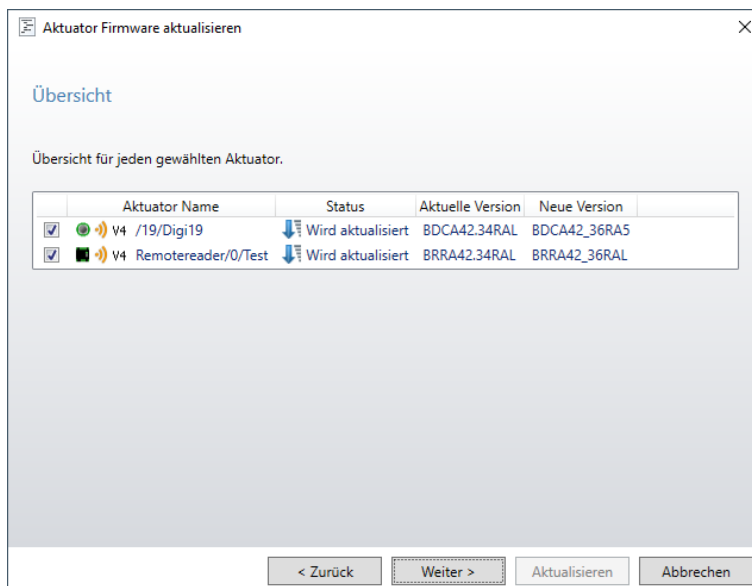 Aktuator Firmware aktualisieren
Übersicht
Übersicht für jeden gewählten Aktuator.
Aktuator Name Status Aktuelle Version Neue Version
V4 /19/Digi19 Wird aktualisiert BDCA42.34RAL BDCA42_36RA5
V4 Remotereader/0/Test Wird aktualisiert BRRA42.34RAL BRRA42_36RAL
< Zurück Weiter > Aktualisieren Abbrechen